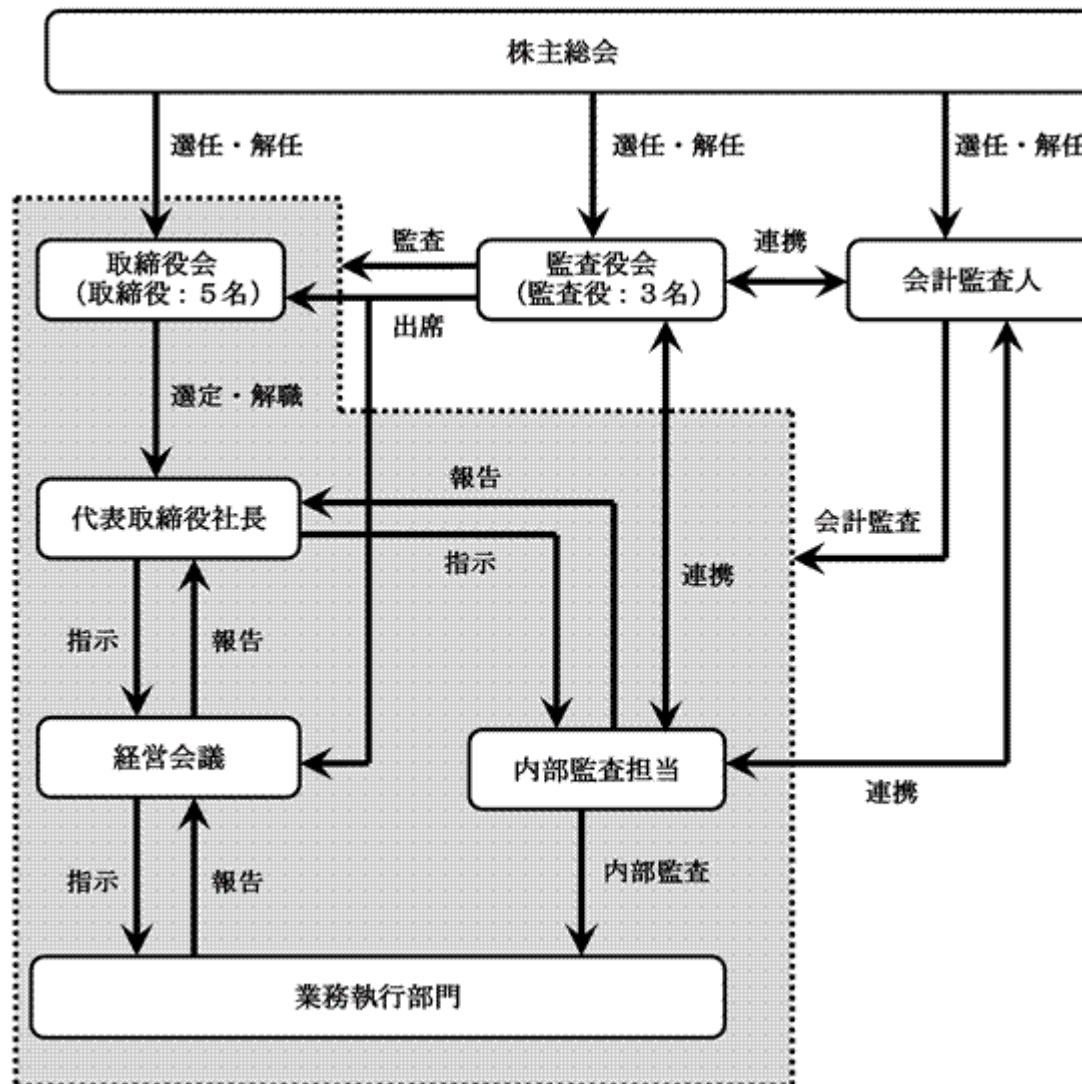 株主総会
選任・解任
選任・解任
選任・解任
取締役会
（取締役：５名）
監査
出席
監査役会
（監査役：３名）
連携
会計監査人
選定・解職
代表取締役社長
報告
指示
連携
会計監査
指示
報告
経営会議
内部監査担当
連携
指示
報告
内部監査
業務執行部門